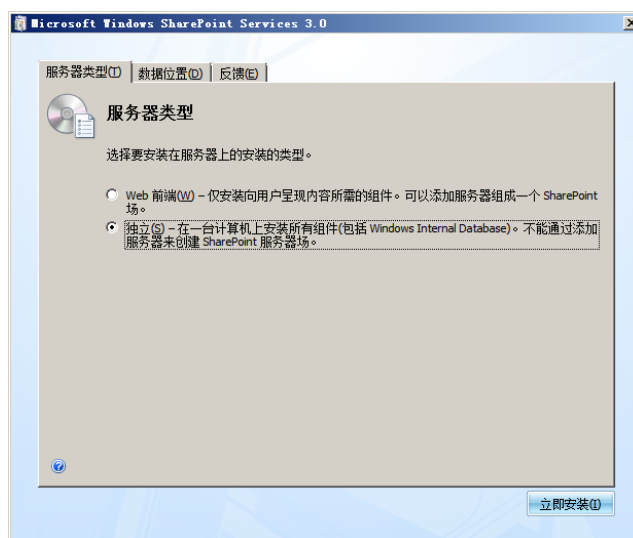 Microsoft Windows SharePoint Services 3.0
服务器类型(T) 数据位置(D) 反馈(E)
服务器类型
选择要安装在服务器上的安装的类型。
Web 前端(W) - 仅安装向用户呈现内容所需的组件。可以添加服务器组成一个 SharePoint
场。
独立(S) - 在一台计算机上安装所有组件(包括 Windows Internal Database)。不能通过添加
服务器来创建 SharePoint 服务器场。
立即安装(I)